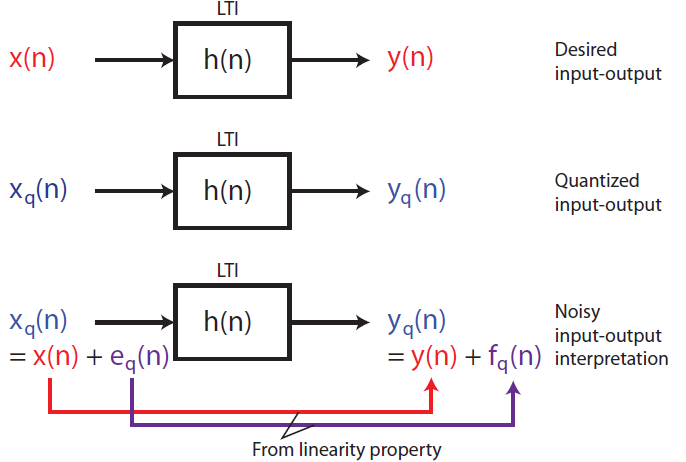 LTI
x(n) h(n) y(n) Desired
input-output
LTI
xq(n) h(n) yq(n) Quantized
input-output
LTI
xq(n) h(n) yq(n) Noisy
input-output
= x(n) + eq(n) = y(n) + fq(n) interpretation
From linearity property